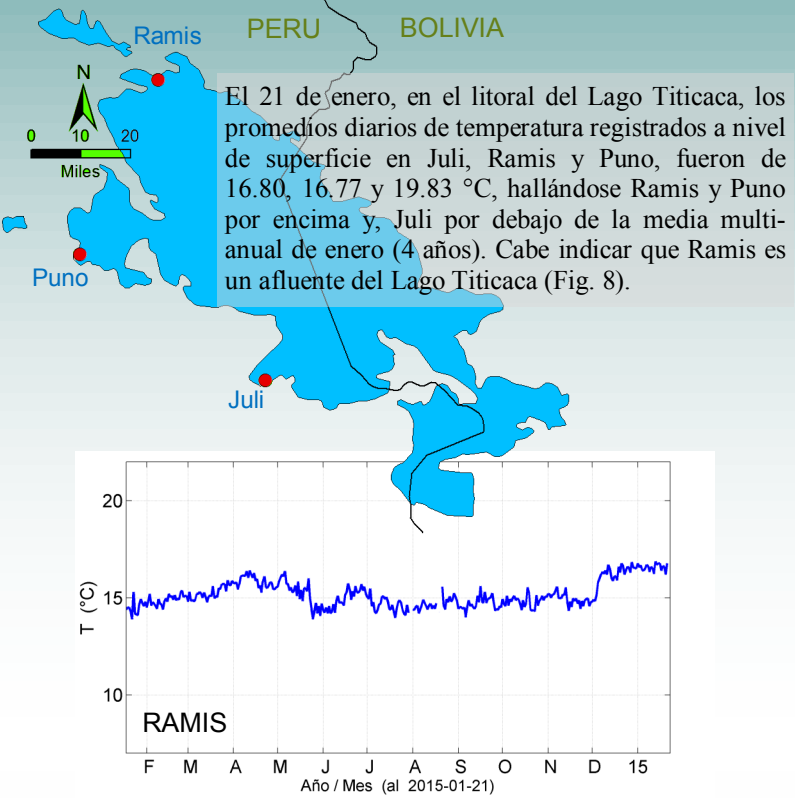 PERU
BOLIVIA
Ramis
N
0 10 20
Miles
El 21 de enero, en el litoral del Lago Titicaca, los
promedios diarios de temperatura registrados a nivel
de superficie en Juli, Ramis y Puno, fueron de
16.80, 16.77 y 19.83 °C, hallándose Ramis y Puno
por encima y, Juli por debajo de la media multi-
anual de enero (4 años). Cabe indicar que Ramis es
un afluente del Lago Titicaca (Fig. 8).
Puno
Juli
20
15
10
T (°C)
RAMIS
F M A M J J A S O N D 15
Año / Mes (al 2015-01-21)